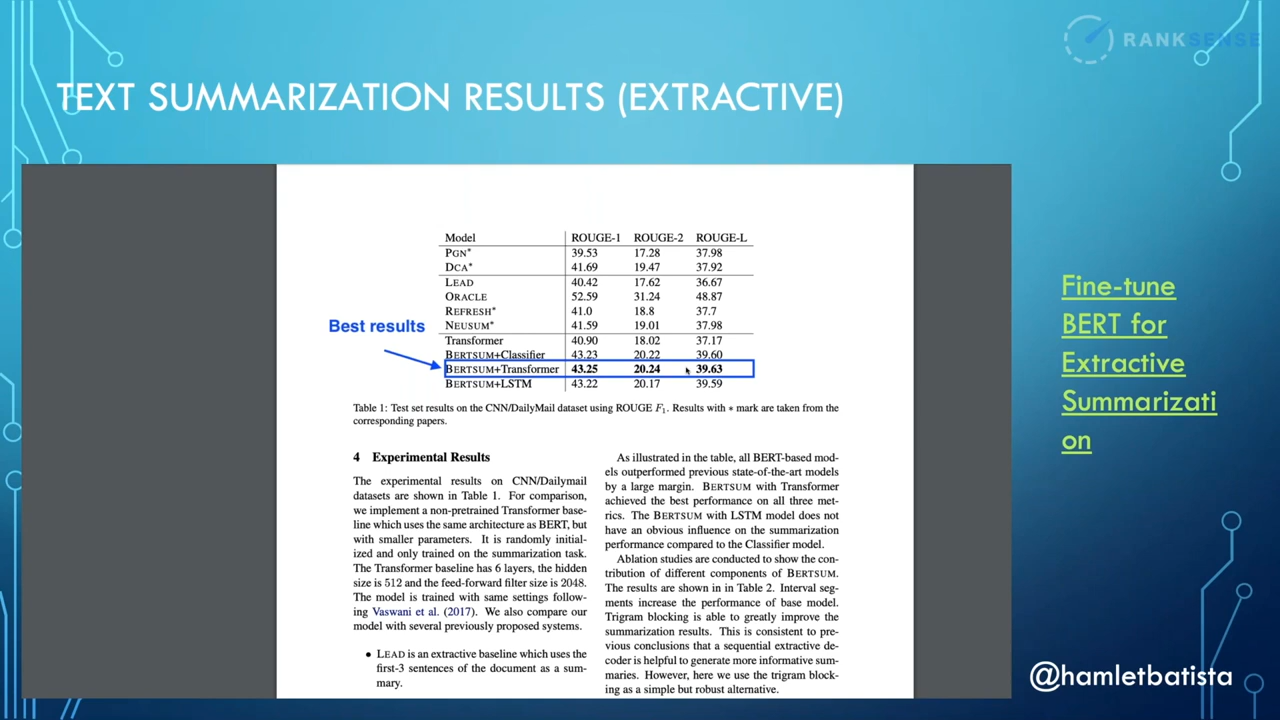 RANKSENSE
TEXT SUMMARIZATION RESULTS (EXTRACTIVE)
Model ROUGE-1 ROUGE-2 ROUGE-L
PGN* 39.53 17.28 37.98
DCA* 41.69 19.47 37.92
LEAD 40.42 17.62 36.67
ORACLE 52.59 31.24 48.87
REFRESH* 41.0 18.8 37.7
NEUSUM* 41.59 19.01 37.98
Transformer 40.90 18.02 37.17
BERTSUM+Classifier 43.23 20.22 39.60
BERTSUM+Transformer 43.25 20.24 39.63
BERTSUM+LSTM 43.22 20.17 39.59
Best results
Table 1: Test set results on the CNN/DailyMail dataset using ROUGE F1. Results with * mark are taken from the
corresponding papers.
4 Experimental Results
The experimental results on CNN/Dailymail
datasets are shown in Table 1. For comparison,
we implement a non-pretrained Transformer base-
line which uses the same architecture as BERT, but
with smaller parameters. It is randomly initial-
ized and only trained on the summarization task.
The Transformer baseline has 6 layers, the hidden
size is 512 and the feed-forward filter size is 2048.
The model is trained with same settings follow-
ing Vaswani et al. (2017). We also compare our
model with several previously proposed systems.
• LEAD is an extractive baseline which uses the
first-3 sentences of the document as a sum-
mary.
As illustrated in the table, all BERT-based mod-
els outperformed previous state-of-the-art models
by a large margin. BERTSUM with Transformer
achieved the best performance on all three met-
rics. The BERTSUM with LSTM model does not
have an obvious influence on the summarization
performance compared to the Classifier model.
Ablation studies are conducted to show the con-
tribution of different components of BERTSUM.
The results are shown in in Table 2. Interval seg-
ments increase the performance of base model.
Trigram blocking is able to greatly improve the
summarization results. This is consistent to pre-
vious conclusions that a sequential extractive de-
coder is helpful to generate more informative sum-
maries. However, here we use the trigram block-
ing as a simple but robust alternative.
Fine-tune
BERT for
Extractive
Summarizati
on
@hamletbatista